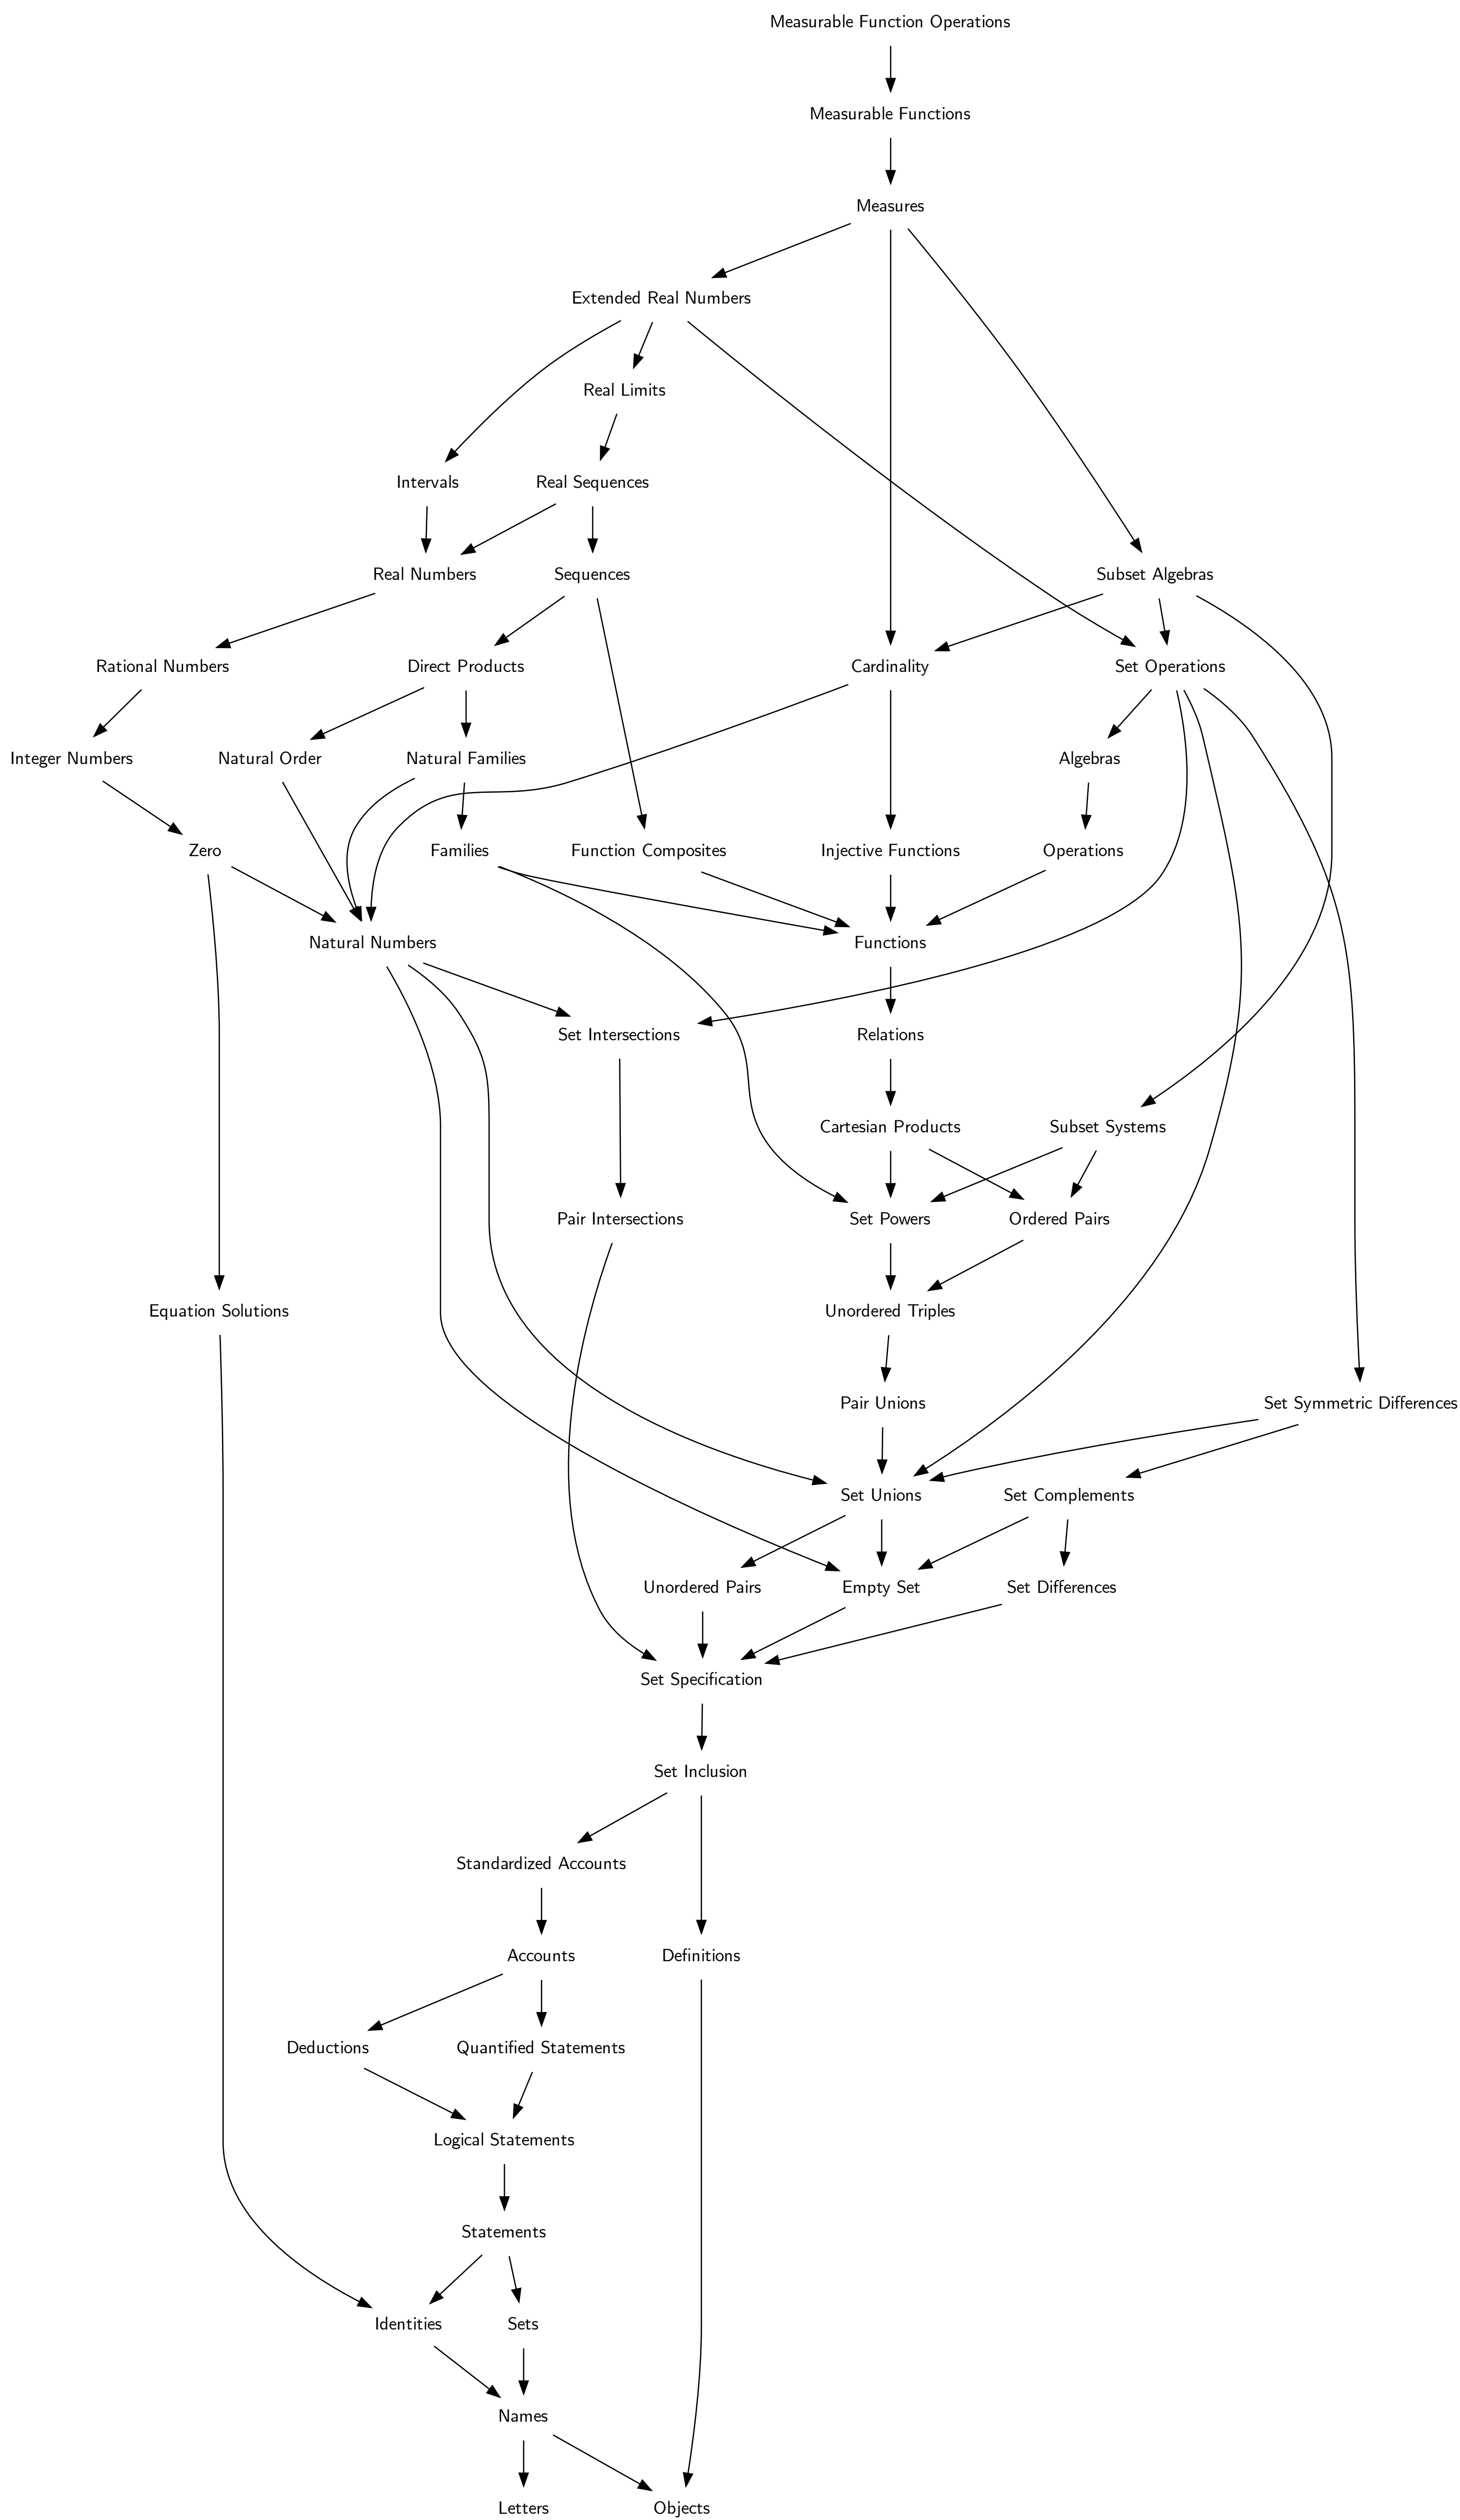 Measurable Function Operations
Measurable Functions
Measures
Extended Real Numbers
Real Limits
Intervals
Real Sequences
Real Numbers
Sequences
Subset Algebras
Rational Numbers
Direct Products
Cardinality
Set Operations
Integer Numbers
Natural Order
Natural Families
Algebras
Zero
Families
Function Composites
Injective Functions
Operations
Natural Numbers
Functions
Set Intersections
Relations
Cartesian Products
Subset Systems
Pair Intersections
Set Powers
Ordered Pairs
Equation Solutions
Unordered Triples
Pair Unions
Set Symmetric Differences
Set Unions
Set Complements
Unordered Pairs
Empty Set
Set Differences
Set Specification
Set Inclusion
Standardized Accounts
Accounts
Definitions
Deductions
Quantified Statements
Logical Statements
Statements
Identities
Sets
Names
Letters
Objects